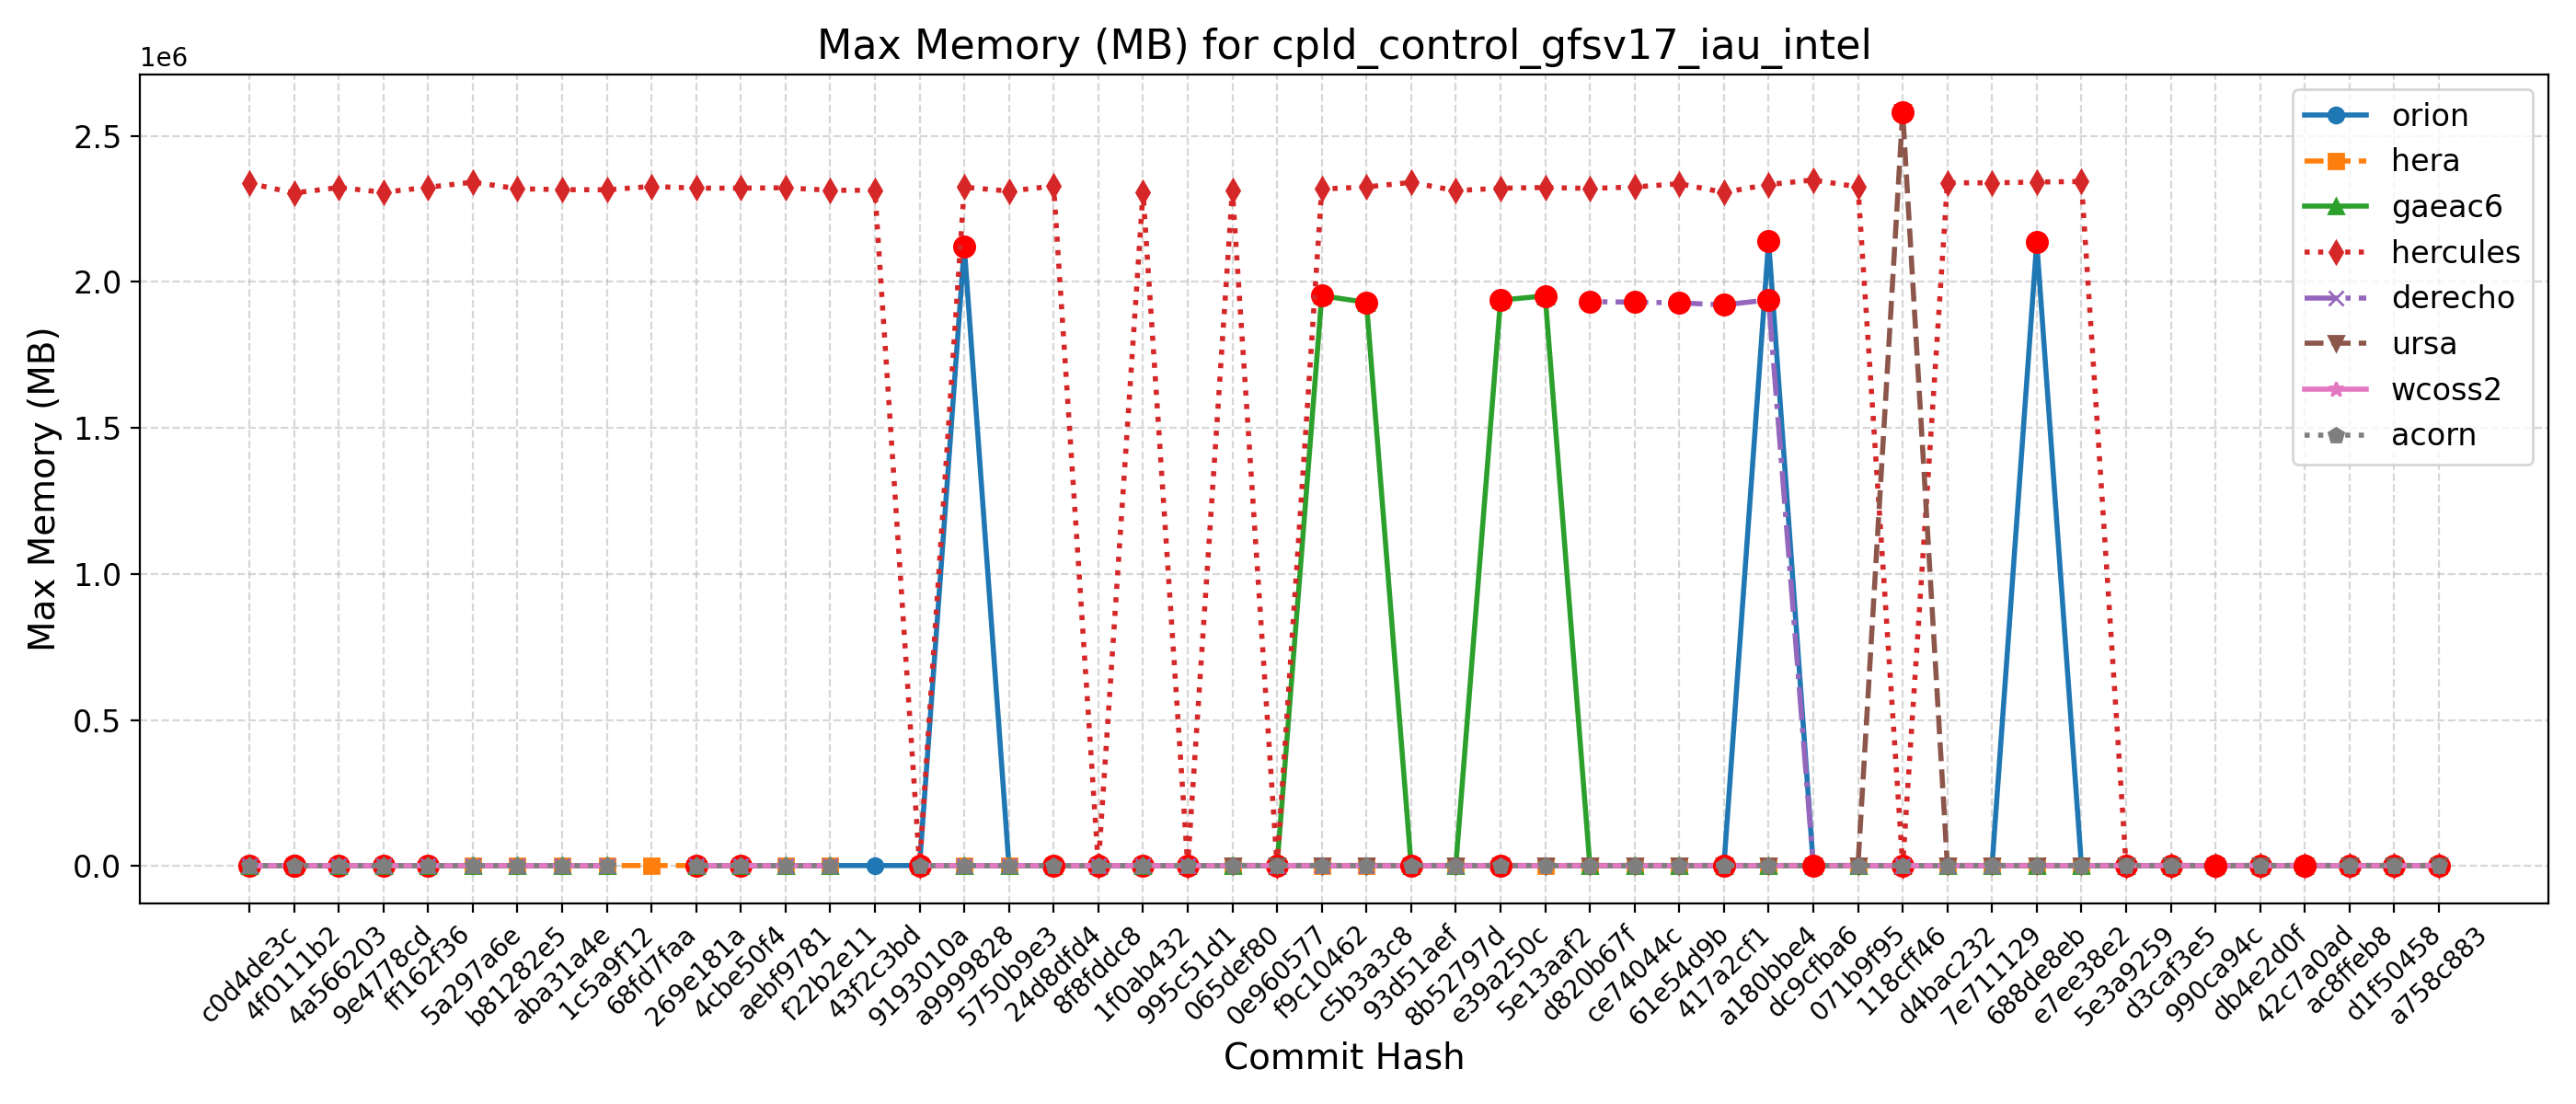 Max Memory (MB) for cpld_control_gfsv17_iau_intel
1e6
2.5
2.0
1.5
1.0
0.5
0.0
Max Memory (MB)
orion
hera
gaeac6
hercules
derecho
ursa
wcoss2
acorn
c0d4de3c
4f0111b2
4a566203
9e4778cd
ff162f36
5a297a6e
b81282e5
aba31a4e
1c5a9f12
68fd7faa
269e181a
4cbe50f4
aebf9781
f22b2e11
43f2c3bd
9193010a
a9999828
5750b9e3
24d8dfd4
8f8fddc8
1f0ab432
995c51d1
065def80
0e960577
f9c10462
c5b3a3c8
93d51aef
8b52797d
e39a250c
5e13aaf2
d820b67f
ce74044c
61e54d9b
417a2cf1
a180bbe4
dc9cfba6
071b9f95
118cff46
d4bac232
7e711129
688de8eb
e7ee38e2
5e3a9259
d3caf3e5
990ca94c
db4e2d0f
42c7a0ad
ac8ffeb8
d1f50458
a758c883
Commit Hash